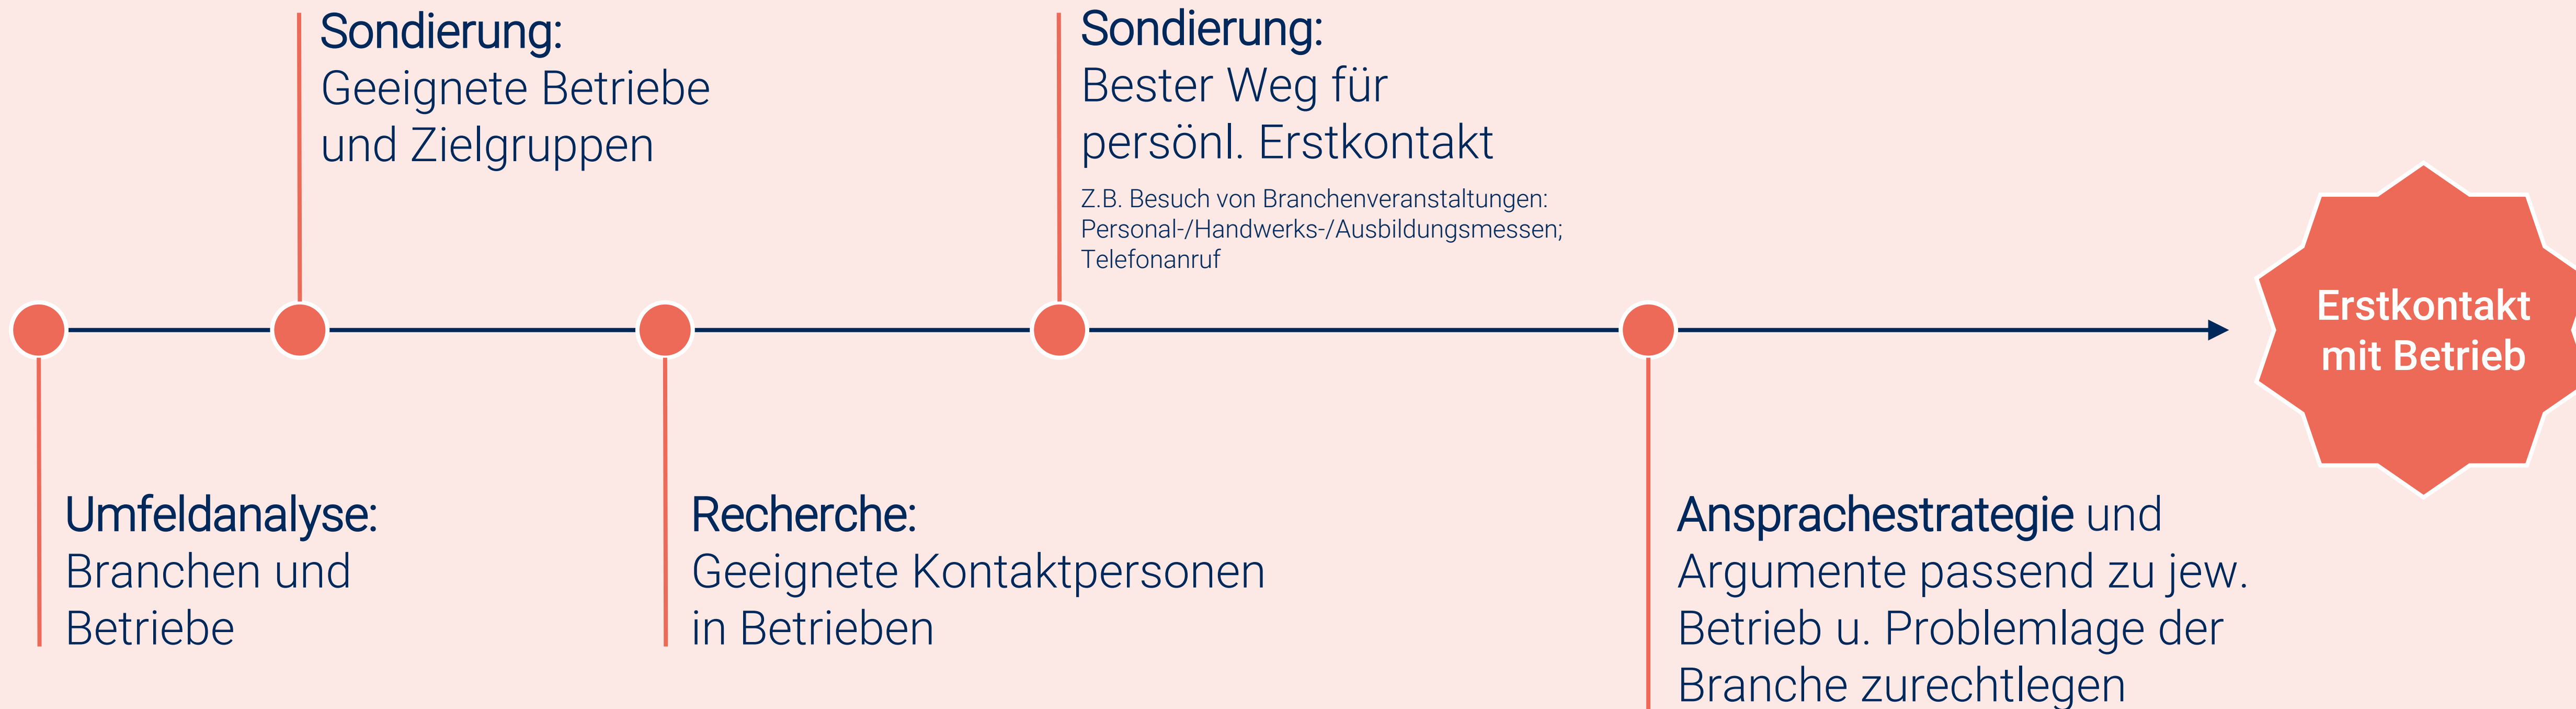 Umfeldanalyse:
Branchen und
Betriebe
Sondierung:
Geeignete Betriebe
und Zielgruppen
Recherche:
Geeignete Kontaktpersonen
in Betrieben
Sondierung:
Bester Weg für
persönl. Erstkontakt
Z.B. Besuch von Branchenveranstaltungen:
Personal-/Handwerks-/Ausbildungsmessen;
Telefonanruf
Ansprachestrategie und
Argumente passend zu jew.
Betrieb u. Problemlage der
Branche zurechtlegen
Erstkontakt
mit Betrieb